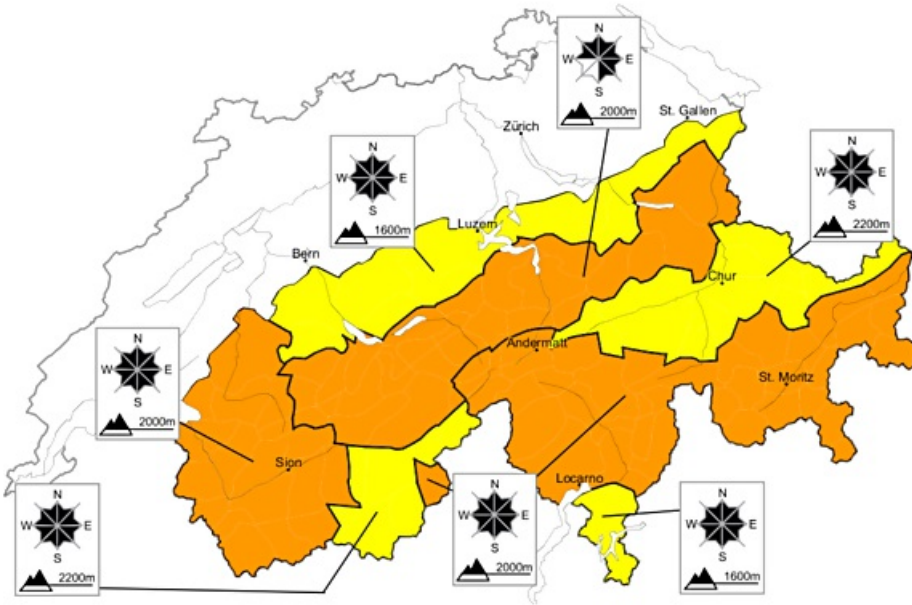 N
W E
S
2000m
St. Gallen
Zürich
N
W E
S
1600m
N
W E
S
2200m
Luzern
Bern
Chur
Andermatt
N
W E
S
2000m
St. Moritz
Sion
Locarno
N
W E
S
2200m
N
W E
S
2000m
N
W E
S
1600m